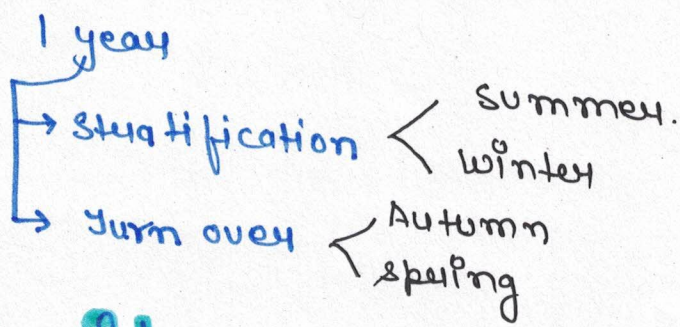 1 year
Stratification
Summer.
Winter
Turn over
Autumn
Spring